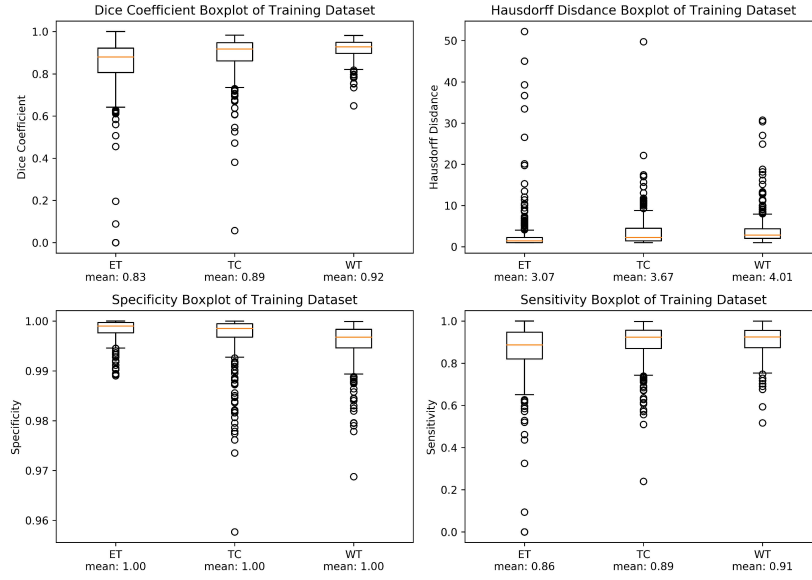 Dice Coefficient Boxplot of Training Dataset
1.0
0.8
0.6
0.4
0.2
0.0
Dice Coefficient
ET TC WT
mean: 0.83 mean: 0.89 mean: 0.92
Hausdorff Disdance Boxplot of Training Dataset
50
40
30
20
10
0
Hausdorff Disdance
ET TC WT
mean: 3.07 mean: 3.67 mean: 4.01
Specificity Boxplot of Training Dataset
1.00
0.99
0.98
0.97
0.96
Specificity
ET TC WT
mean: 1.00 mean: 1.00 mean: 1.00
Sensitivity Boxplot of Training Dataset
1.0
0.8
0.6
0.4
0.2
0.0
Sensitivity
ET TC WT
mean: 0.86 mean: 0.89 mean: 0.91